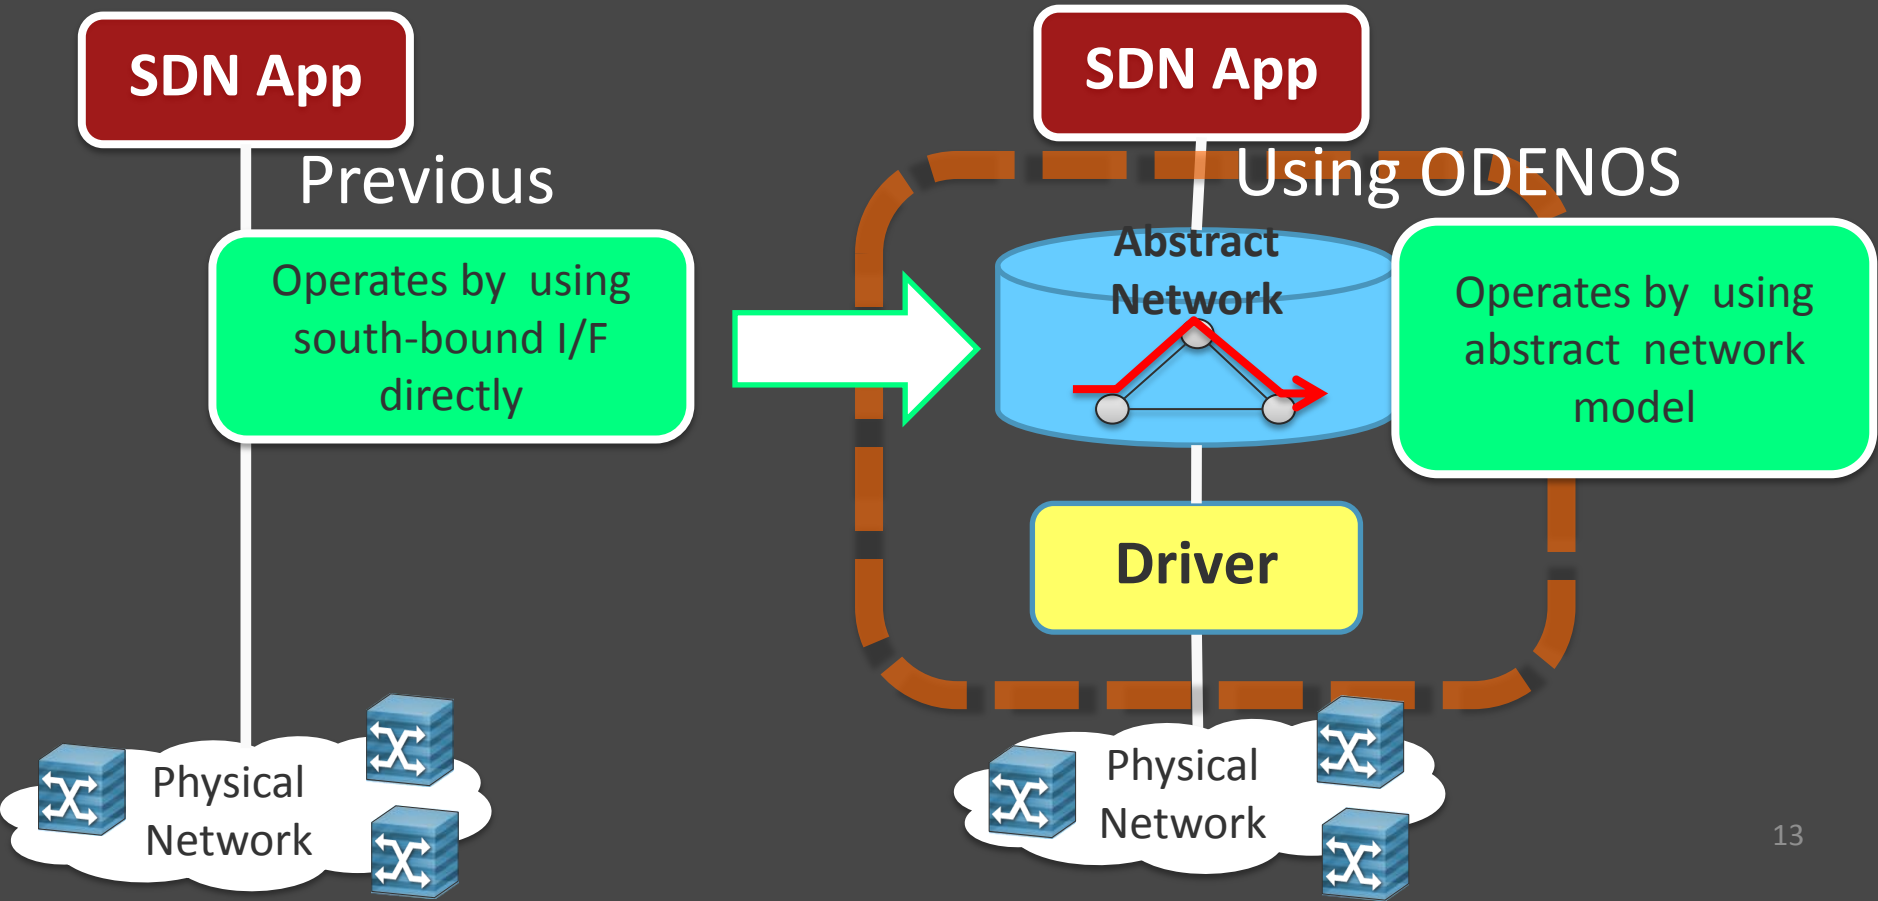 SDN App
Previous
Operates by using
south-bound I/F
directly
Physical
Network
SDN App
Using ODENOS
Abstract
Network
Operates by using
abstract network
model
Driver
Physical
Network
13